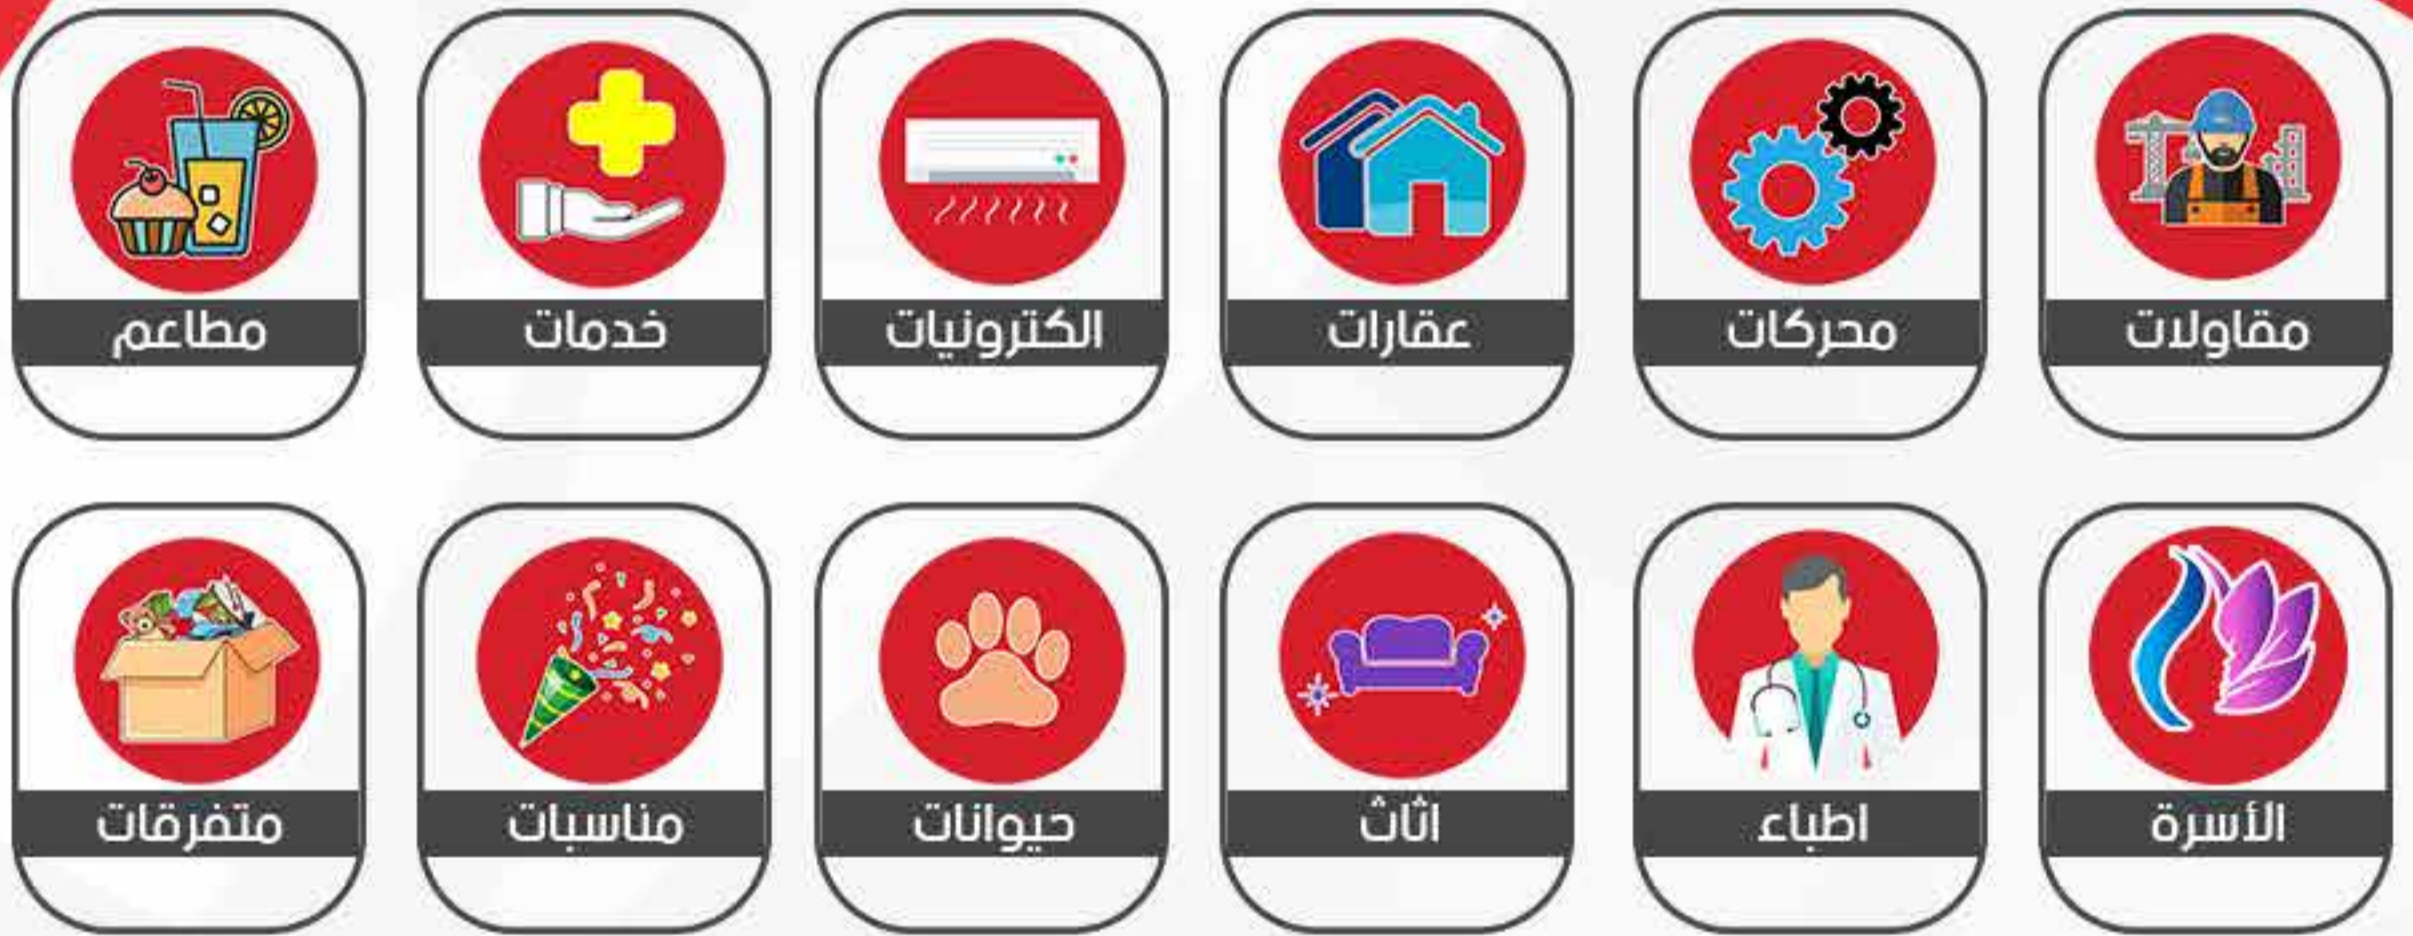 مقاولات
محركات
عقارات
الكترونيات
خدمات
مطاعم
الأسرة
اطباء
اثاث
حيوانات
مناسبات
متفرقات